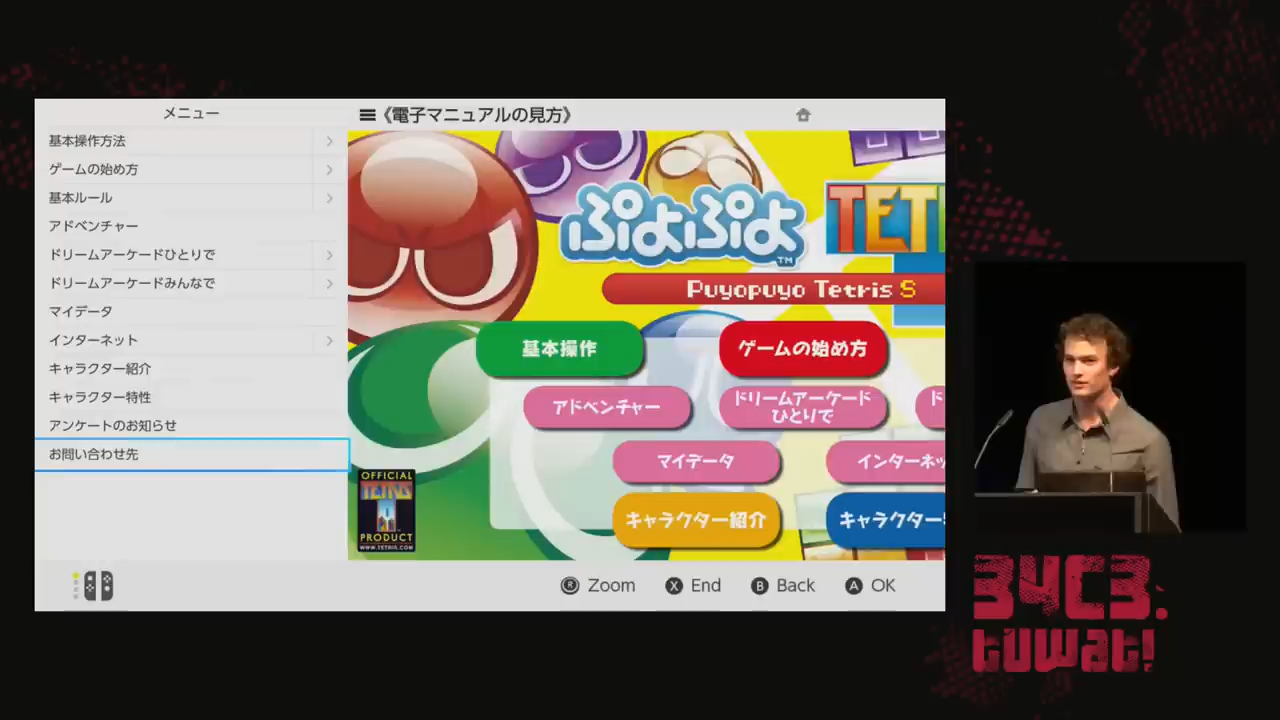 メニュー
基本操作方法
ゲームの始め方
基本ルール
アドベンチャー
ドリームアーケードひとりで
ドリームアーケードみんなで
マイデータ
インターネット
キャラクター紹介
キャラクター特性
アンケートのお知らせ
お問い合わせ先
《電子マニュアルの見方》
ぷよぷよ TM
TET
Puyopuyo Tetris S
基本操作
ゲームの始め方
アドベンチャー
ドリームアーケード
ひとりで
ド
マイデータ
インターネッ
キャラクター紹介
キャラクター
OFFICIAL
TETRIS
PRODUCT
WWW.TETRIS.COM
R Zoom
X End
B Back
A OK
34C3.
tuwat!